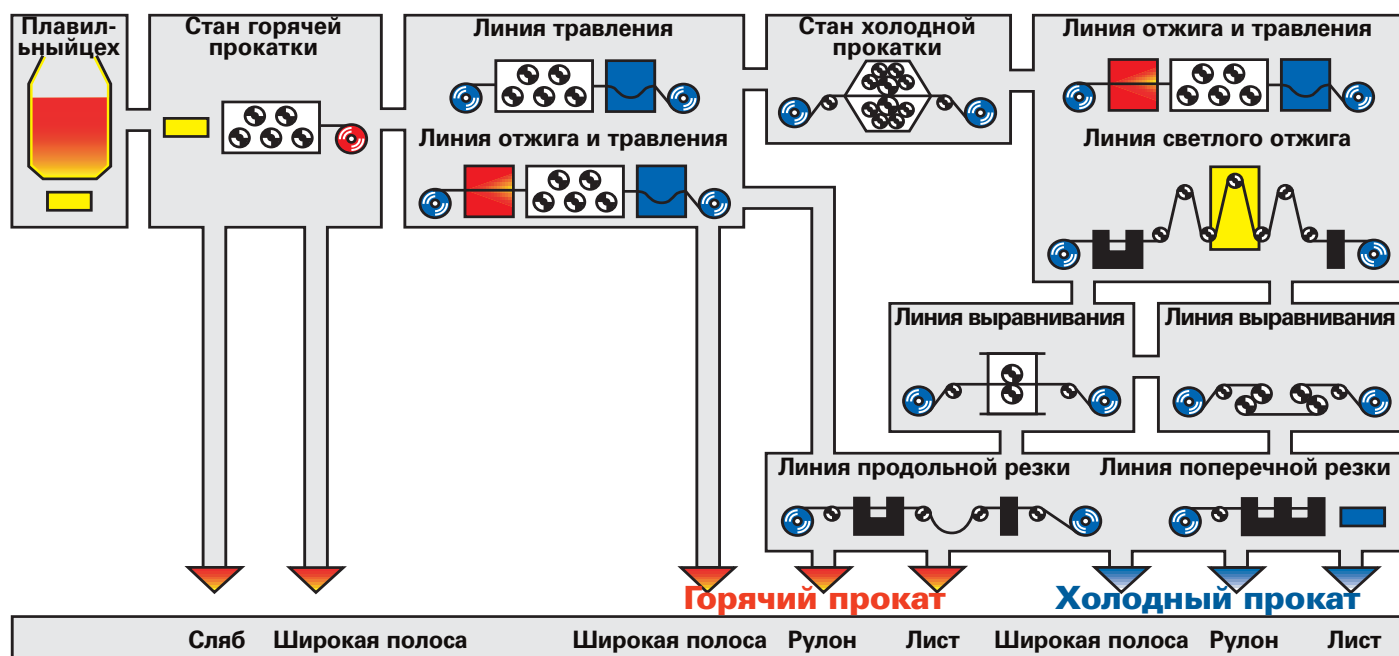 Плавил-
ьныйцех
Стан горячей
прокатки
Линия травления
Линия отжига и травления
Стан холодной
прокатки
Линия отжига и травления
Линия светлого отжига
Линия выравнивания
Линия выравнивания
Линия продольной резки
Линия поперечной резки
Горячий прокат
Холодный прокат
Сляб
Широкая полоса
Широкая полоса
Рулон
Лист
Широкая полоса
Рулон
Лист